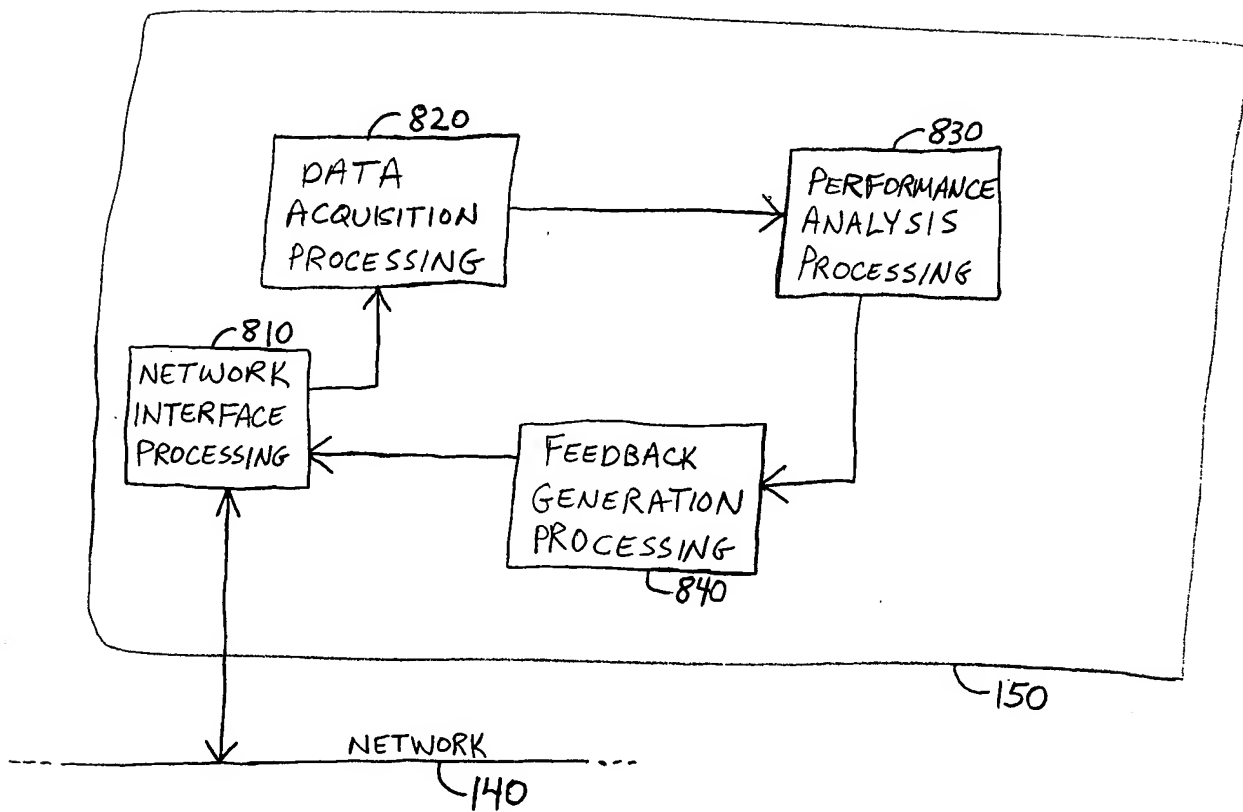 820
DATA
ACQUISITION
PROCESSING
830
PERFORMANCE
ANALYSIS
PROCESSING
810
NETWORK
INTERFACE
PROCESSING
FEEDBACK
GENERATION
PROCESSING
840
150
NETWORK
140